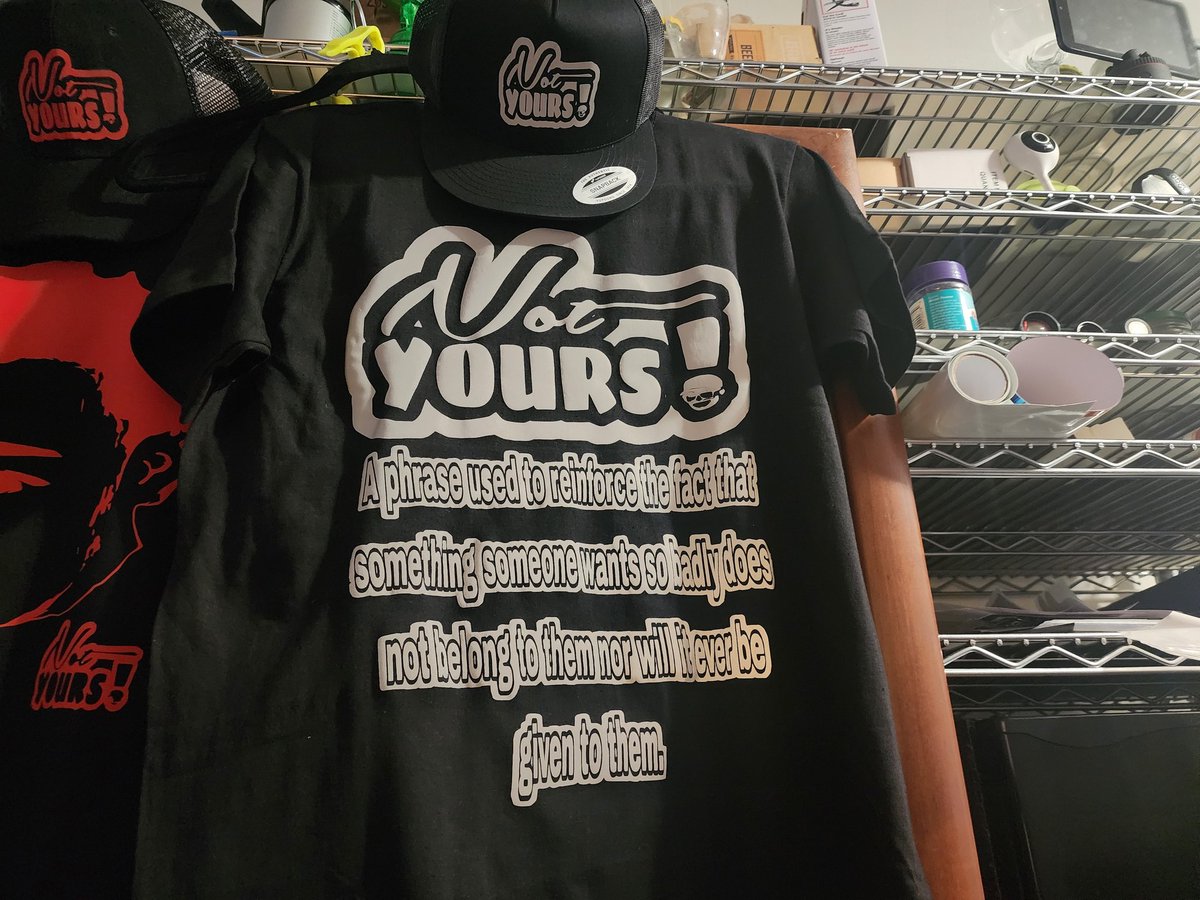 Not
YOURS!
Not
YOURS!
SNAPBACK
Not
YOURS!
A phrase used to reinforce the fact that
something someone wants so badly does
not belong to them nor will it ever be
given to them.
Not
YOURS!